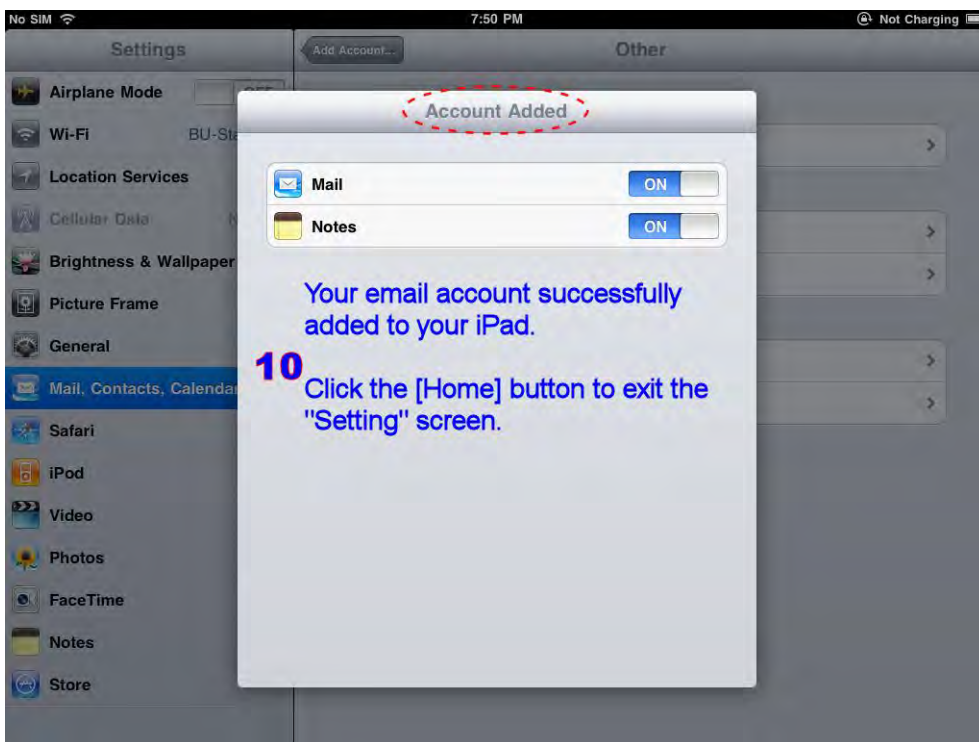 No SIM 7:50 PM Not Charging
Settings Add Account... Other
Airplane Mode OFF
Account Added
Wi-Fi
Location Services
Mail ON
Cellular Data
Notes ON
Brightness & Wallpaper
Your email account successfully
added to your iPad.
Picture Frame
General
10
Mail, Contacts, Calendar
Click the [Home] button to exit the
"Setting" screen.
Safari
iPod
Video
Photos
FaceTime
Notes
Store